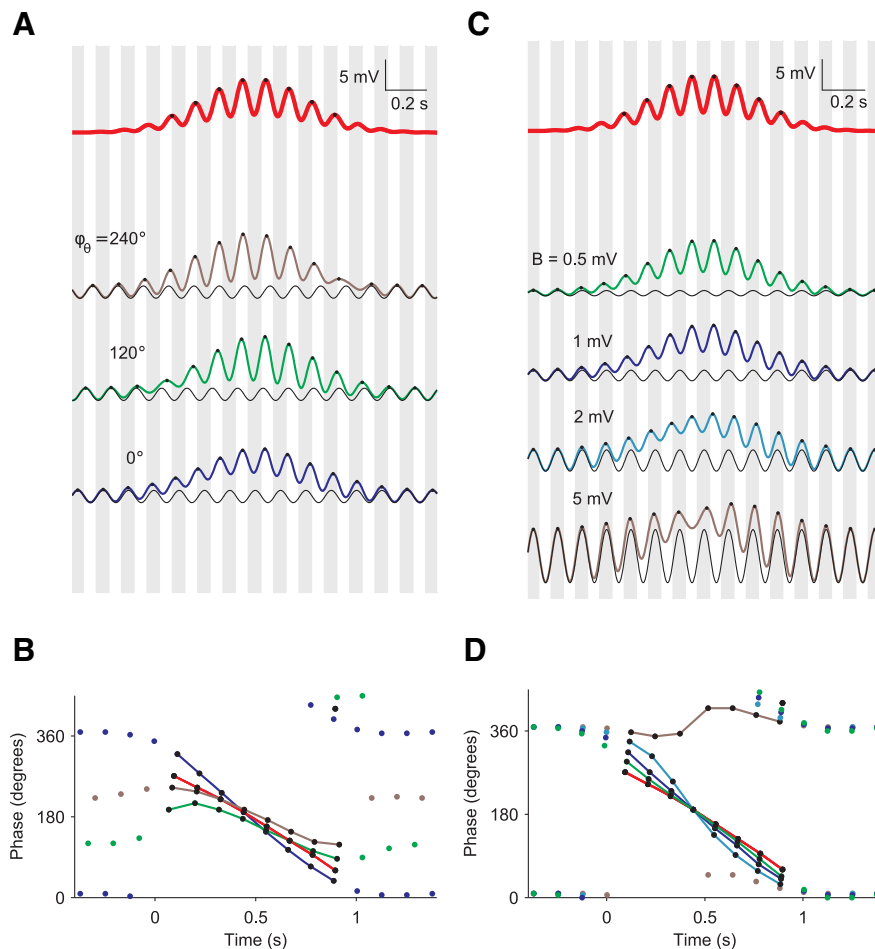 A
5 mV
0.2 s
φθ = 240°
120°
0°
C
5 mV
0.2 s
B = 0.5 mV
1 mV
2 mV
5 mV
B
Phase (degrees)
360
180
0
0
0.5
1
Time (s)
D
Phase (degrees)
360
180
0
0
0.5
1
Time (s)